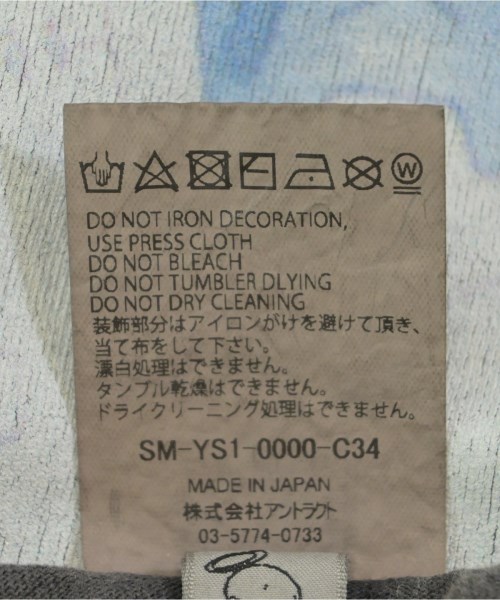 W
DO NOT IRON DECORATION,
USE PRESS CLOTH
DO NOT BLEACH
DO NOT TUMBLER DLYING
DO NOT DRY CLEANING
装飾部分はアイロンがけを避けて頂き、
当て布をして下さい。
漂白処理はできません。
タンブル乾燥はできません。
ドライクリーニング処理はできません。
SM-YS1-0000-C34
MADE IN JAPAN
株式会社アントラクト
03-5774-0733